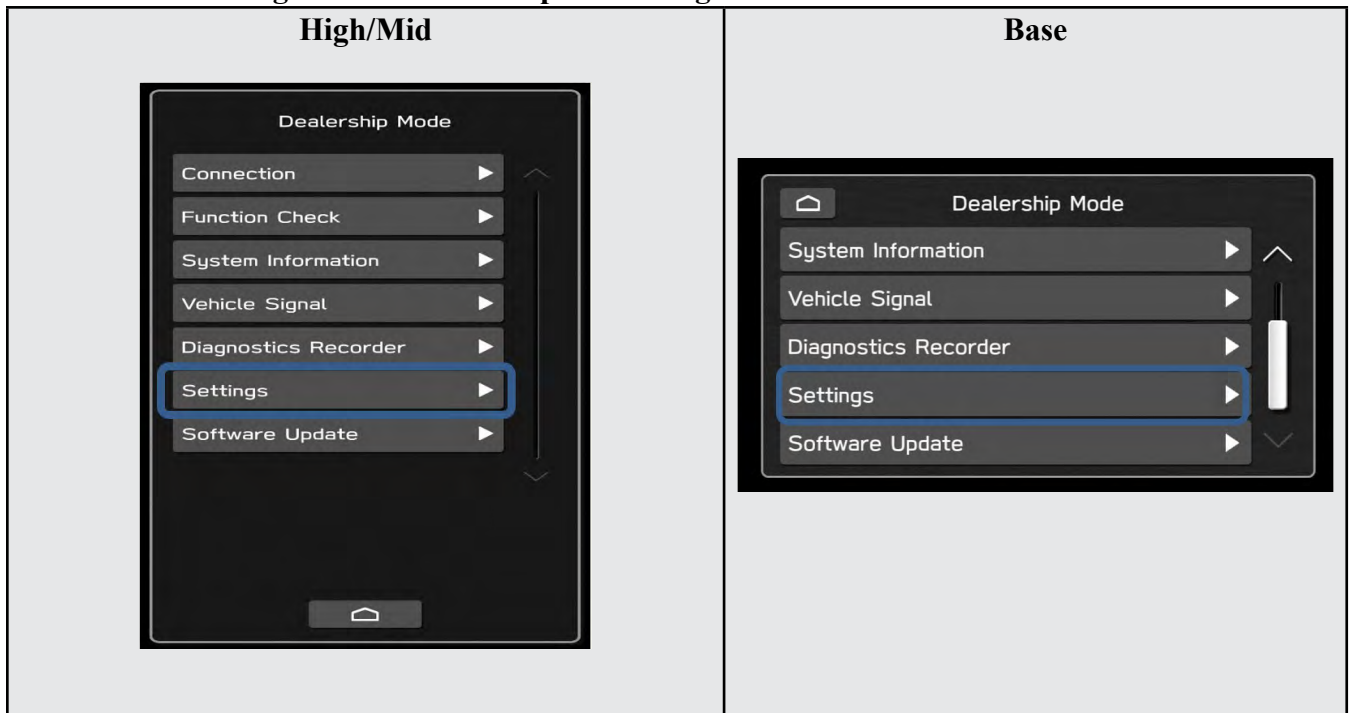 High/Mid
Base
Dealership Mode
Connection
Function Check
System Information
Vehicle Signal
Diagnostics Recorder
Settings
Software Update
Dealership Mode
System Information
Vehicle Signal
Diagnostics Recorder
Settings
Software Update